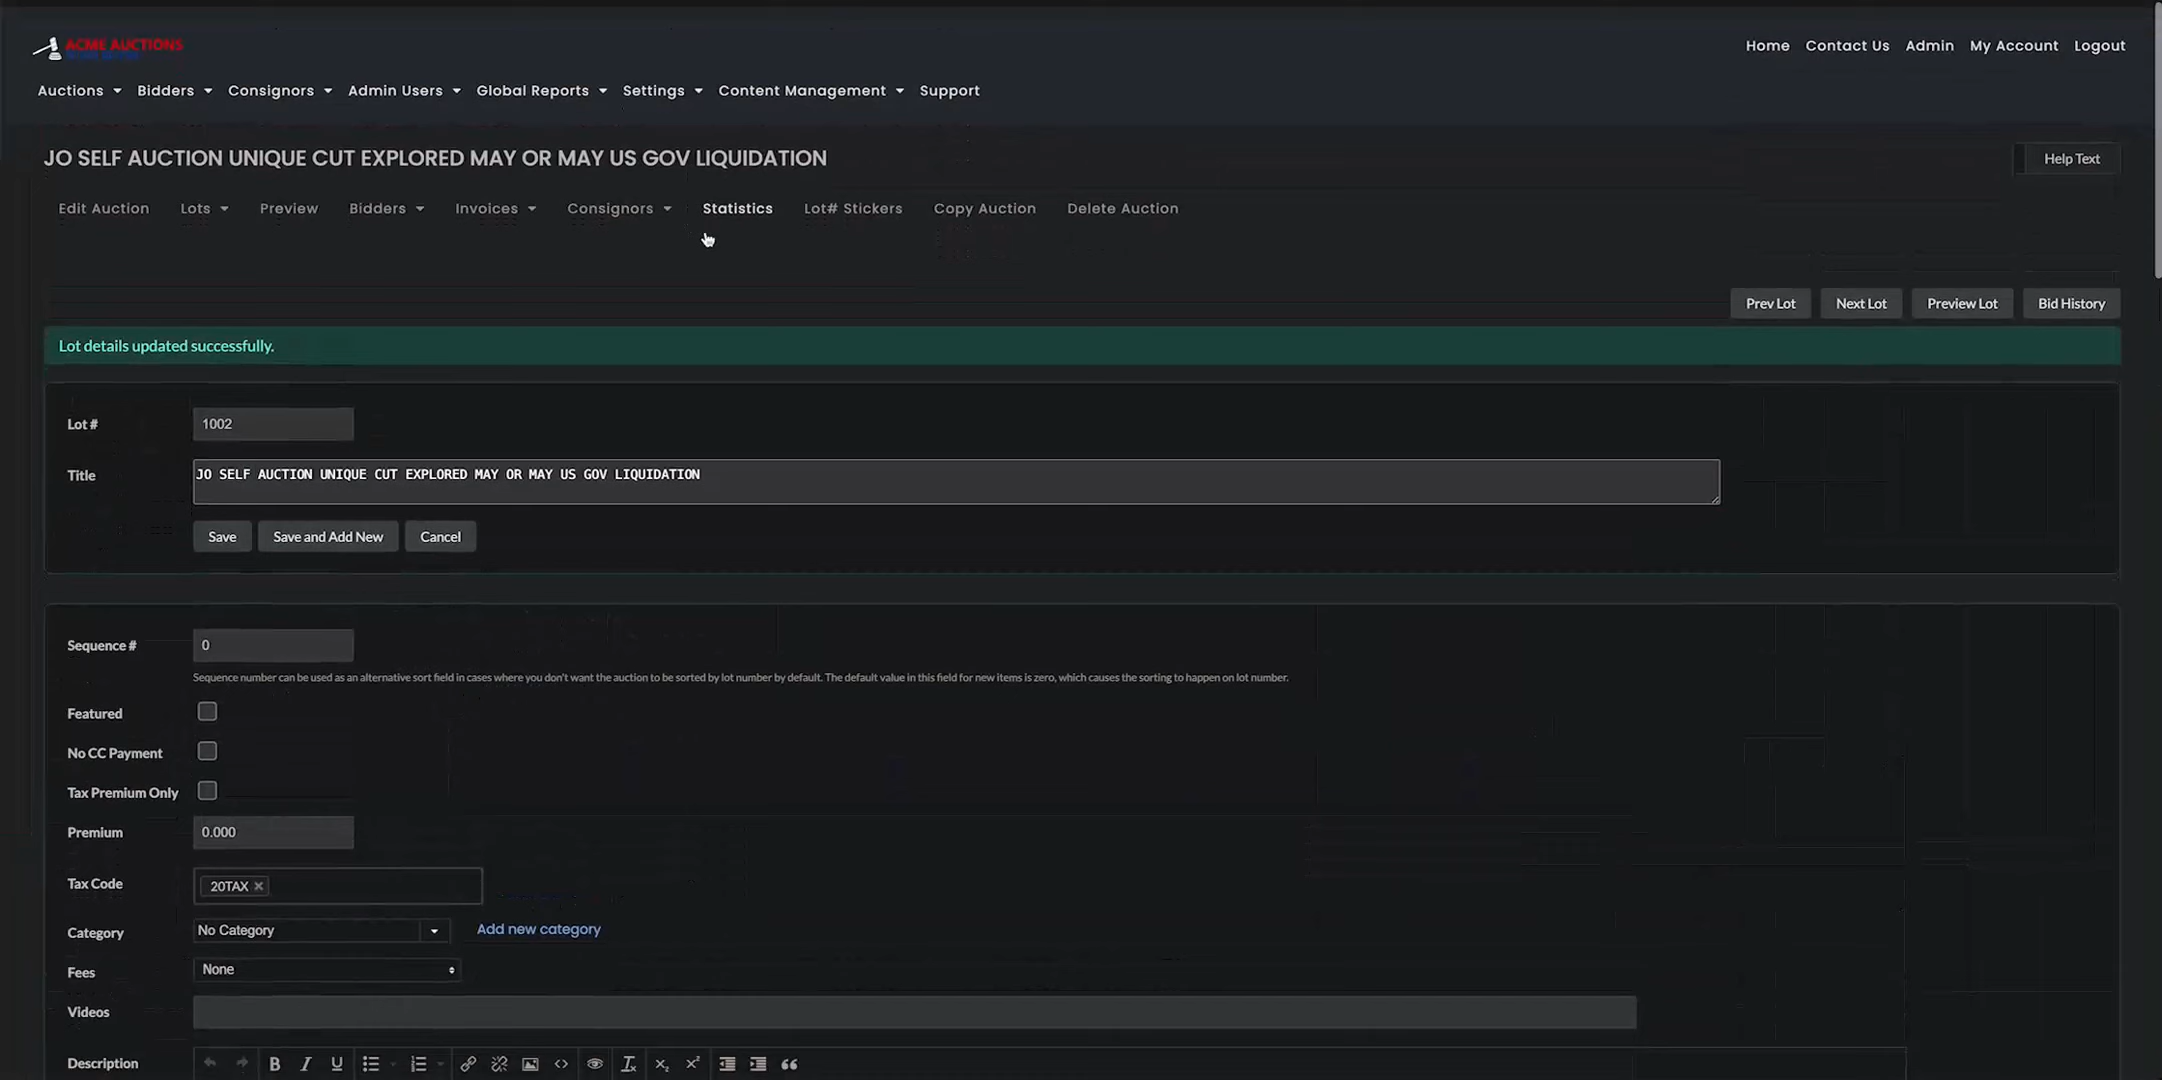 ACME AUCTIONS
Home Contact Us Admin My Account Logout
Auctions Bidders Consignors Admin Users Global Reports Settings Content Management Support
JO SELF AUCTION UNIQUE CUT EXPLORED MAY OR MAY US GOV LIQUIDATION
Help Text
Edit Auction Lots Preview Bidders Invoices Consignors Statistics Lot# Stickers Copy Auction Delete Auction
Prev Lot Next Lot Preview Lot Bid History
Lot details updated successfully.
Lot # 1002
Title JO SELF AUCTION UNIQUE CUT EXPLORED MAY OR MAY US GOV LIQUIDATION
Save Save and Add New Cancel
Sequence # 0
Sequence number can be used as an alternative sort field in cases where you don't want the auction to be sorted by lot number by default. The default value in this field for new items is zero, which causes the sorting to happen on lot number.
Featured
No CC Payment
Tax Premium Only
Premium 0.000
Tax Code 20TAX ×
Category No Category Add new category
Fees None
Videos
Description